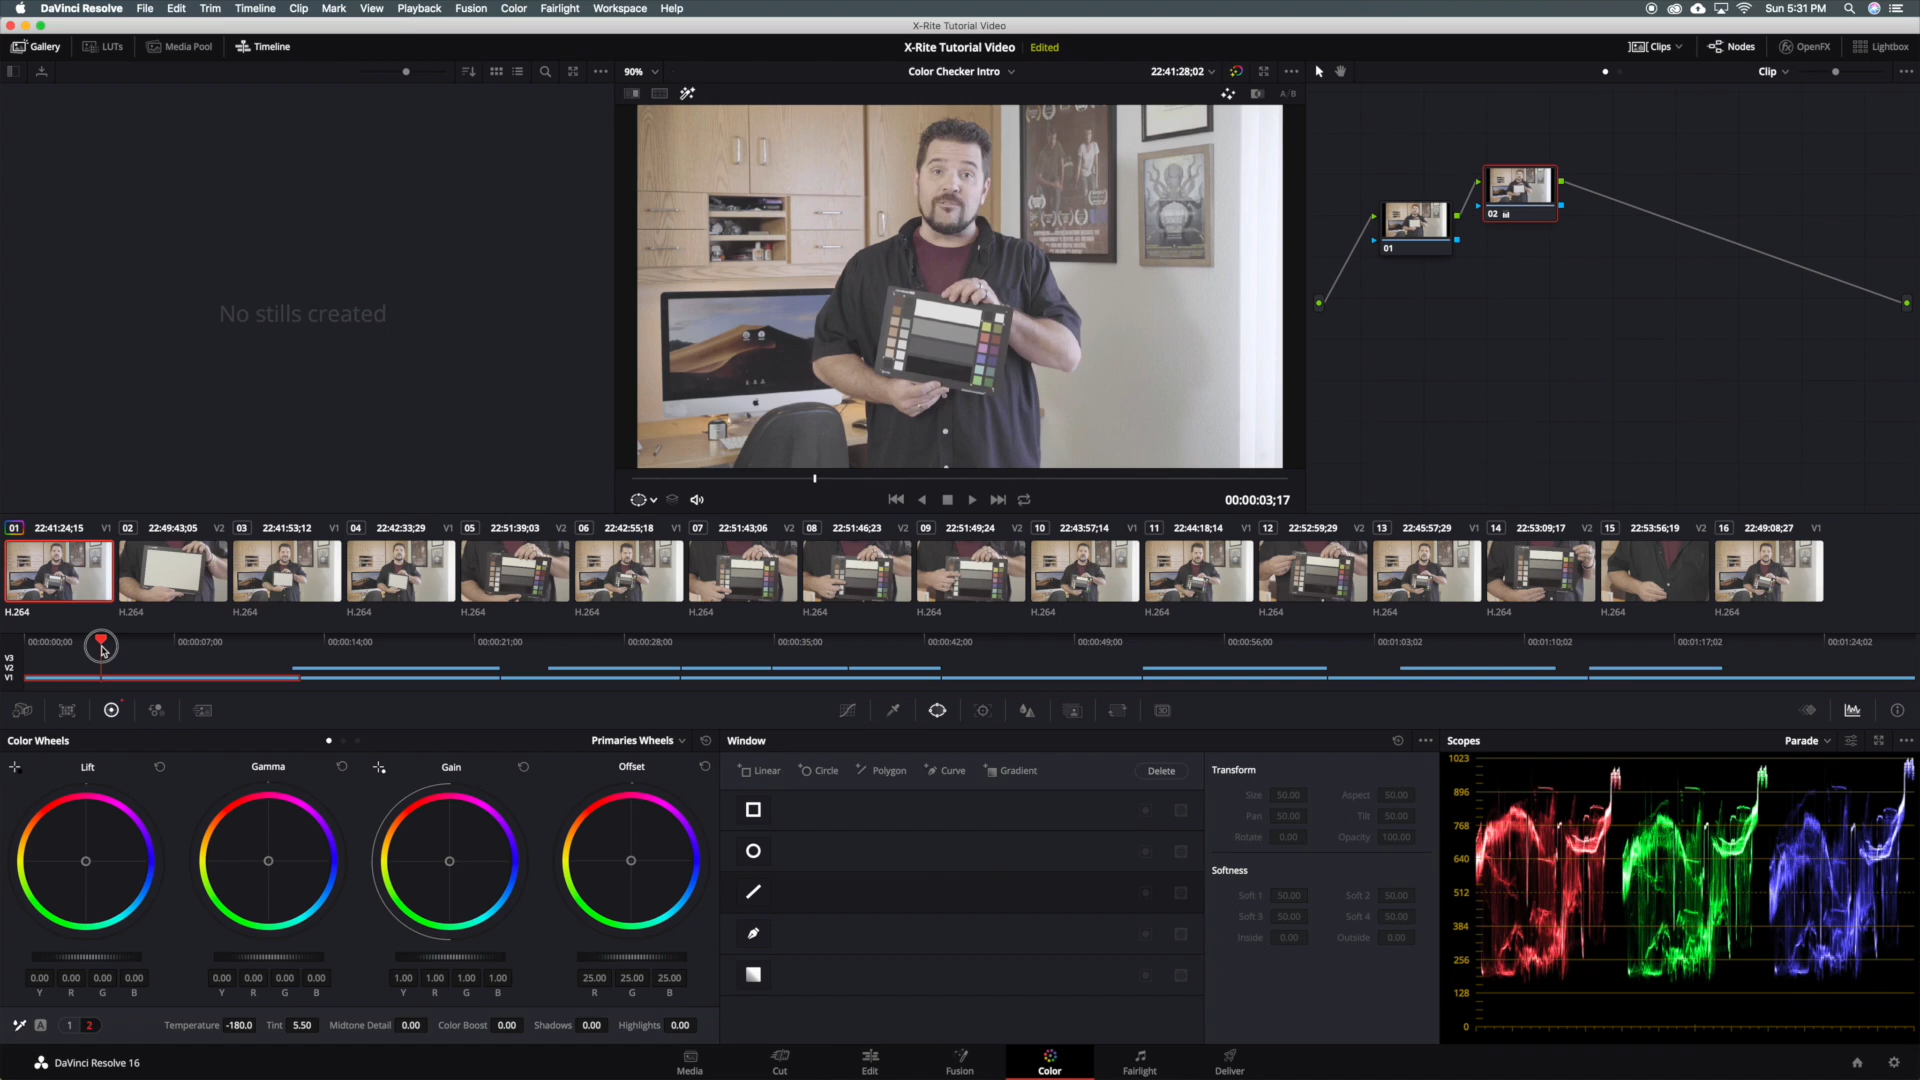 DaVinci Resolve File Edit Trim Timeline Clip Mark View Playback Fusion Color Fairlight Workspace Help Sun 5:31 PM
X-Rite Tutorial Video
Gallery LUTs Media Pool Timeline X-Rite Tutorial Video Edited Clips Nodes OpenFX Lightbox
90% Color Checker Intro 22:41:28;02 Clip
A/B
No stills created
01
02
00:00:03;17
01 22:41:24;15 V1 02 22:49:43;05 V2 03 22:41:53;12 V1 04 22:42:33;29 V1 05 22:51:39;03 V2 06 22:42:55;18 V1 07 22:51:43;06 V2 08 22:51:46;23 V2 09 22:51:49;24 V2 10 22:43:57;14 V1 11 22:44:18;14 V1 12 22:52:59;29 V2 13 22:45:57;29 V1 14 22:53:09;17 V2 15 22:53:56;19 V2 16 22:49:08;27 V1
H.264 H.264 H.264 H.264 H.264 H.264 H.264 H.264 H.264 H.264 H.264 H.264 H.264 H.264 H.264 H.264
00:00:00;00 00:00:07;00 00:00:14;00 00:00:21;00 00:00:28;00 00:00:35;00 00:00:42;00 00:00:49;00 00:00:56;00 00:01:03;02 00:01:10;02 00:01:17;02 00:01:24;02
V3
V2
V1
3D
Color Wheels Primaries Wheels Window Scopes Parade
Lift Gamma Gain Offset
Linear Circle Polygon Curve Gradient Delete
Transform
Size 50.00 Aspect 50.00
Pan 50.00 Tilt 50.00
Rotate 0.00 Opacity 100.00
Softness
Soft 1 50.00 Soft 2 50.00
Soft 3 50.00 Soft 4 50.00
Inside 0.00 Outside 0.00
1023
896
768
640
512
384
256
128
0
0.00 0.00 0.00 0.00 0.00 0.00 0.00 0.00 1.00 1.00 1.00 1.00 25.00 25.00 25.00
Y R G B Y R G B Y R G B R G B
A 1 2 Temperature -180.0 Tint 5.50 Midtone Detail 0.00 Color Boost 0.00 Shadows 0.00 Highlights 0.00
DaVinci Resolve 16 Media Cut Edit Fusion Color Fairlight Deliver